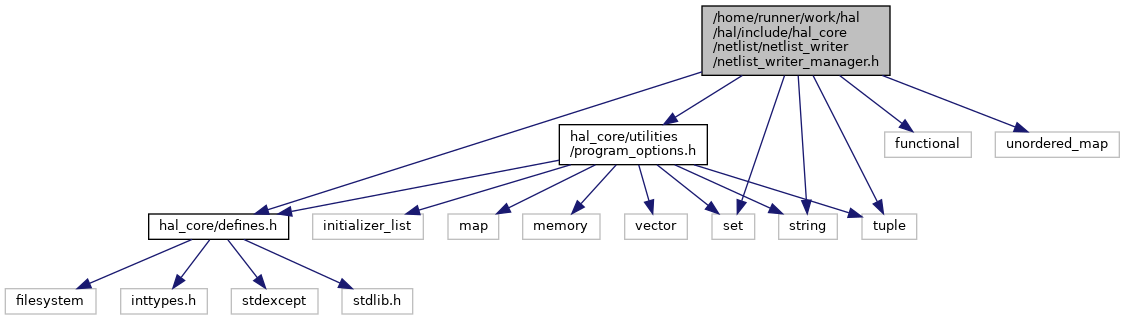 /home/runner/work/hal
/hal/include/hal_core
/netlist/netlist_writer
/netlist_writer_manager.h
hal_core/utilities
/program_options.h
functional
unordered_map
hal_core/defines.h
initializer_list
map
memory
vector
set
string
tuple
filesystem
inttypes.h
stdexcept
stdlib.h